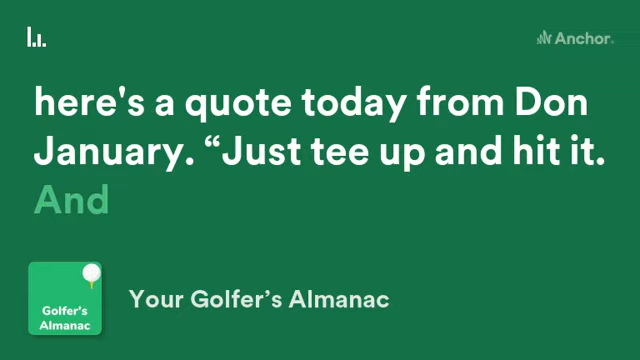 Anchor
here's a quote today from Don
January. “Just tee up and hit it.
And
Golfer's
Almanac
Your Golfer’s Almanac